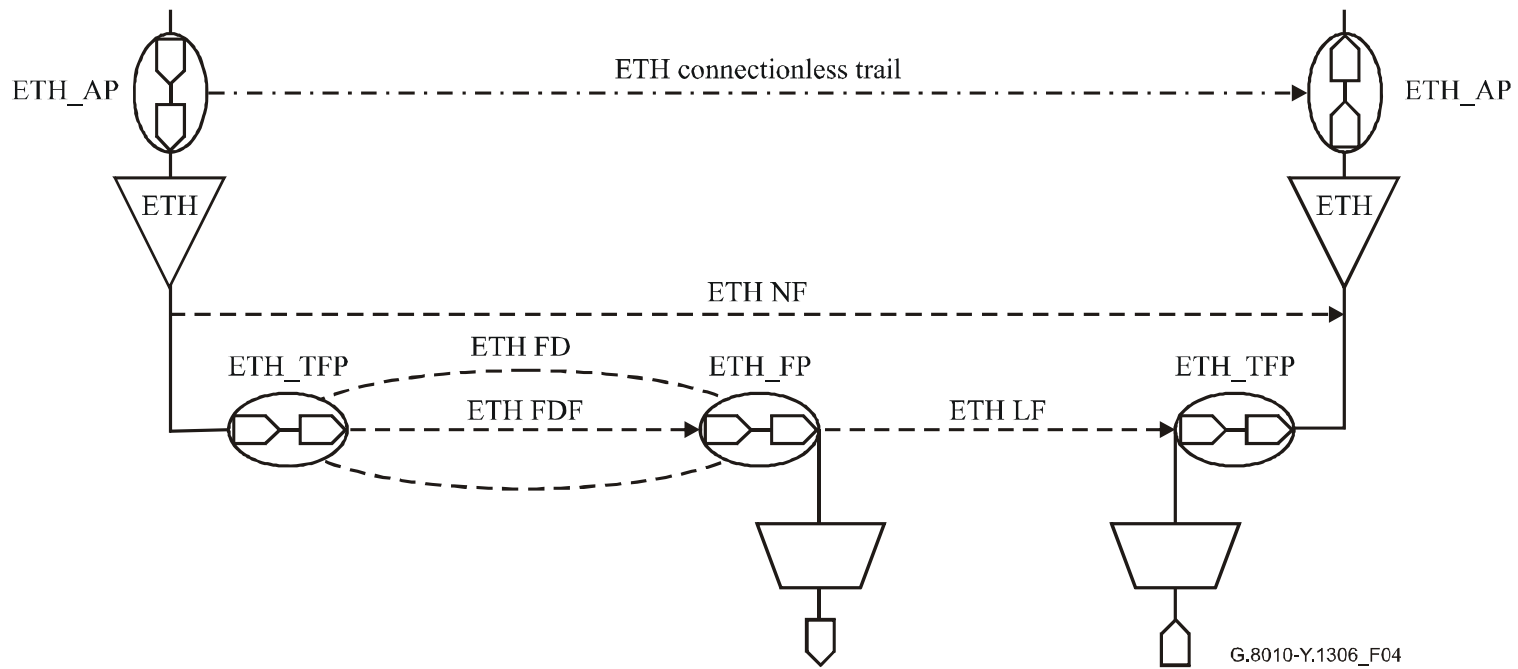 ETH connectionless trail
ETH_AP
ETH_AP
ETH
ETH
ETH NF
ETH_TFP
ETH FD
ETH_FP
ETH_TFP
ETH FDF
ETH LF
G.8010-Y.1306_F04